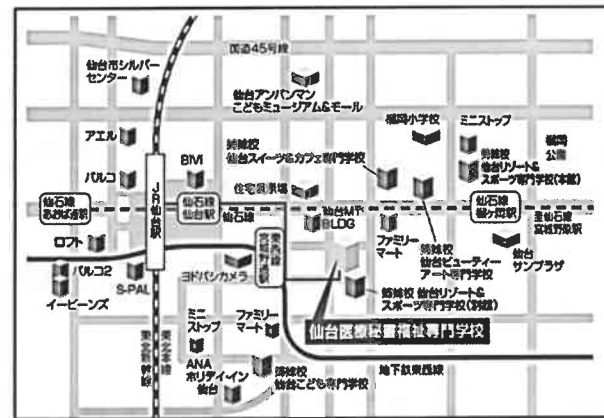 国道45号線
仙台市シルバー
センター
仙台アンパンマン
こどもミュージアム&モール
榴岡小学校
ミニストップ
榴岡
公園
アエル
姉妹校
仙台スイーツ&カフェ専門学校
姉妹校
仙台リゾート&
スポーツ専門学校(本館)
パルコ
BIVI
住宅展示場
仙石線
あおば通駅
JR仙台駅
仙石線
仙台駅
仙石線
仙台MTP
BLDG
ファミリー
マート
仙石線
榴ヶ岡駅
至仙石線
宮城野原駅
ロフト
姉妹校
仙台ビューティー
アート専門学校
仙台
サンプラザ
パルコ2
イービーンズ
S-PAL
ヨドバシカメラ
東西線
宮城野通駅
姉妹校 仙台リゾート&
スポーツ専門学校(別館)
仙台医療秘書福祉専門学校
東北新幹線
東北本線
ミニ
ストップ
ファミリー
マート
ANA
ホリデイ・イン
仙台
姉妹校
仙台こども専門学校
地下鉄東西線